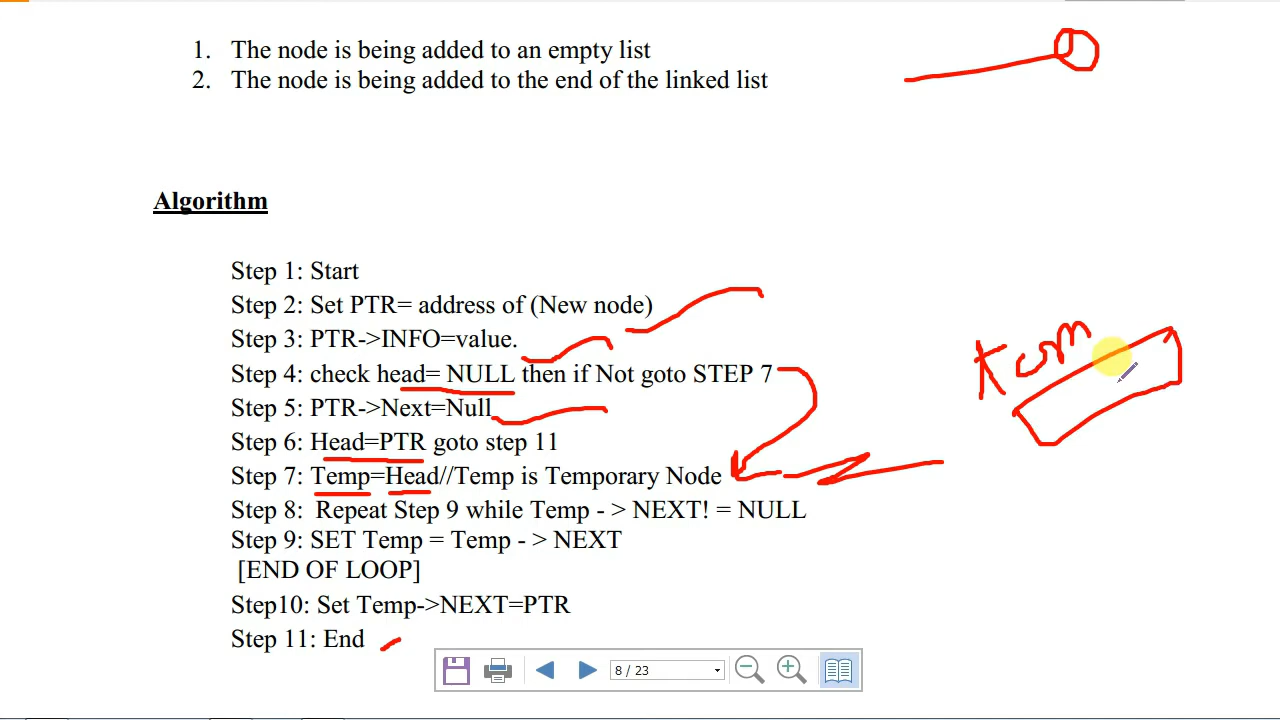 1. The node is being added to an empty list
2. The node is being added to the end of the linked list
Algorithm
Step 1: Start
Step 2: Set PTR= address of (New node)
Step 3: PTR->INFO=value.
Step 4: check head= NULL then if Not goto STEP 7
Step 5: PTR->Next=Null
Step 6: Head=PTR goto step 11
Step 7: Temp=Head//Temp is Temporary Node
Step 8: Repeat Step 9 while Temp - > NEXT! = NULL
Step 9: SET Temp = Temp - > NEXT
[END OF LOOP]
Step10: Set Temp->NEXT=PTR
Step 11: End
8 / 23